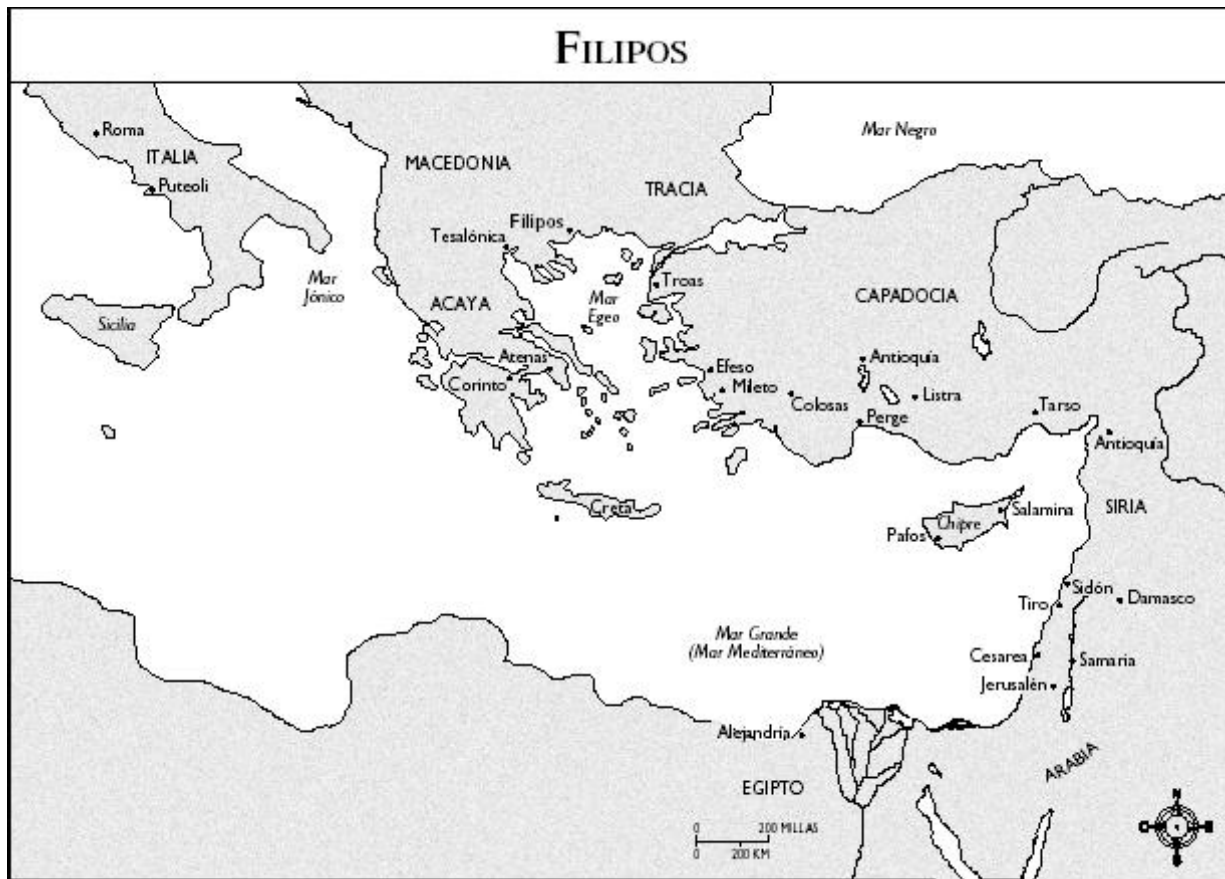 FILIPOS
Mar Negro
Roma
ITALIA
Puteoli
MACEDONIA
TRACIA
Filipos
Tesalónica
Mar
Jónico
Troas
Mar
Egeo
CAPADOCIA
ACAYA
Sicilia
Atenas
Corinto
Antioquía
Efeso
Mileto
Colosas
Listra
Perge
Tarso
Antioquía
Creta
Chipre
Salamina
Pafos
SIRIA
Sidón
Tiro
Damasco
Mar Grande
(Mar Mediterráneo)
Cesarea
Samaria
Jerusalén
Alejandría
EGIPTO
ARABIA
0 200 MILLAS
0 200 KM
N
O E
S